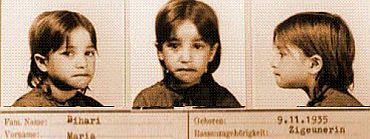 Fam. Name: Bihari Geboren: 9.11.1935
Vorname: Maria Rassenzugehörigkeit: Zigeunerin